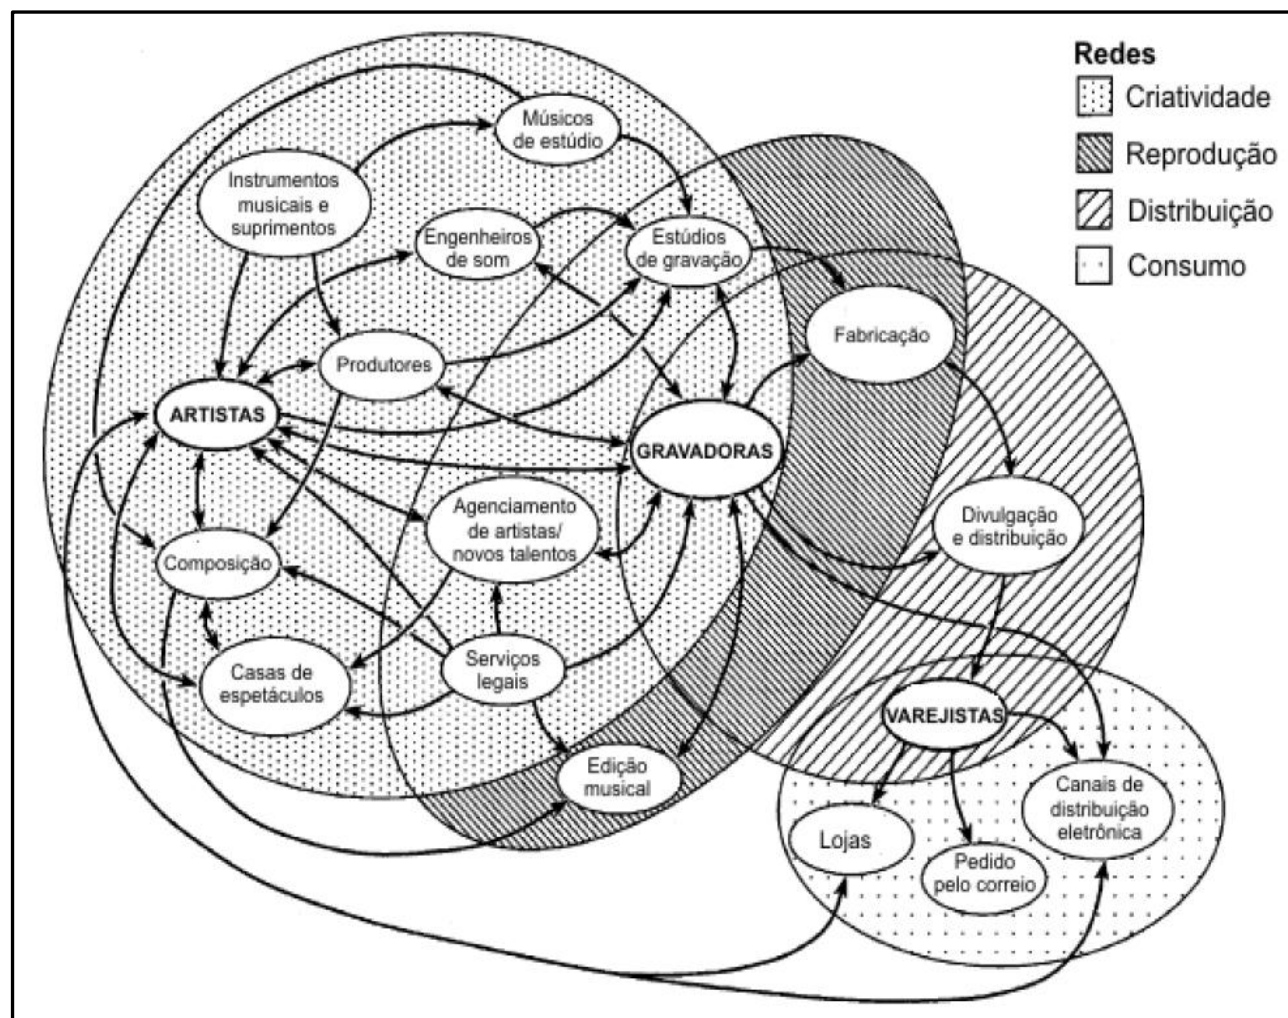 Redes
Criatividade
Reprodução
Distribuição
Consumo
Músicos
de estúdio
Instrumentos
musicais e
suprimentos
Engenheiros
de som
Estúdios
de gravação
Fabricação
Produtores
ARTISTAS
GRAVADORAS
Agenciamento
de artistas/
novos talentos
Divulgação
e distribuição
Composição
Casas de
espetáculos
Serviços
legais
VAREJISTAS
Edição
musical
Canais de
distribuição
eletrônica
Lojas
Pedido
pelo correio